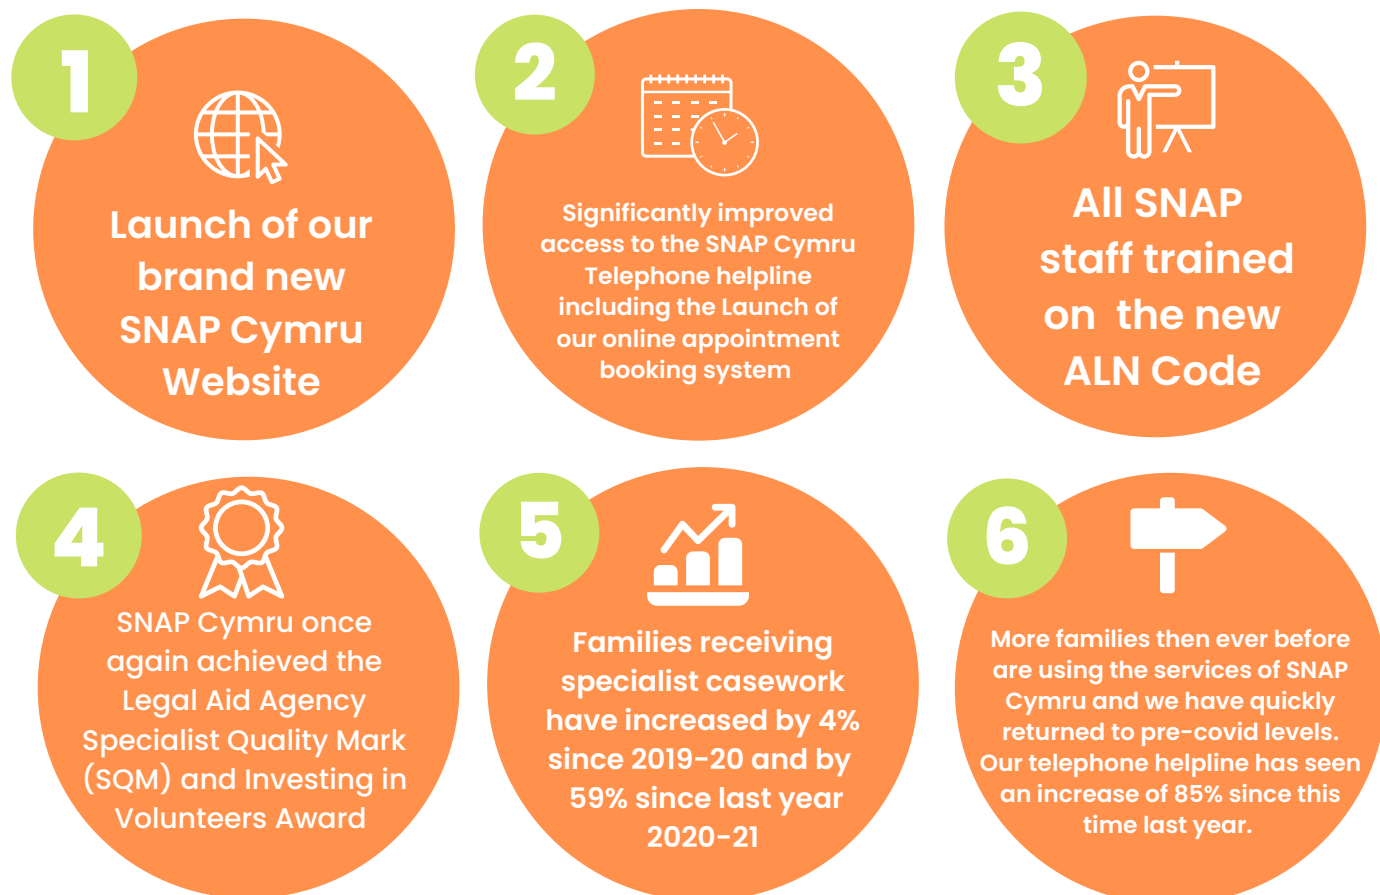 1
Launch of our
brand new
SNAP Cymru
Website
2
Significantly improved
access to the SNAP Cymru
Telephone helpline
including the Launch of
our online appointment
booking system
3
All SNAP
staff trained
on the new
ALN Code
4
SNAP Cymru once
again achieved the
Legal Aid Agency
Specialist Quality Mark
(SQM) and Investing in
Volunteers Award
5
Families receiving
specialist casework
have increased by 4%
since 2019-20 and by
59% since last year
2020-21
6
More families then ever before
are using the services of SNAP
Cymru and we have quickly
returned to pre-covid levels.
Our telephone helpline has seen
an increase of 85% since this
time last year.